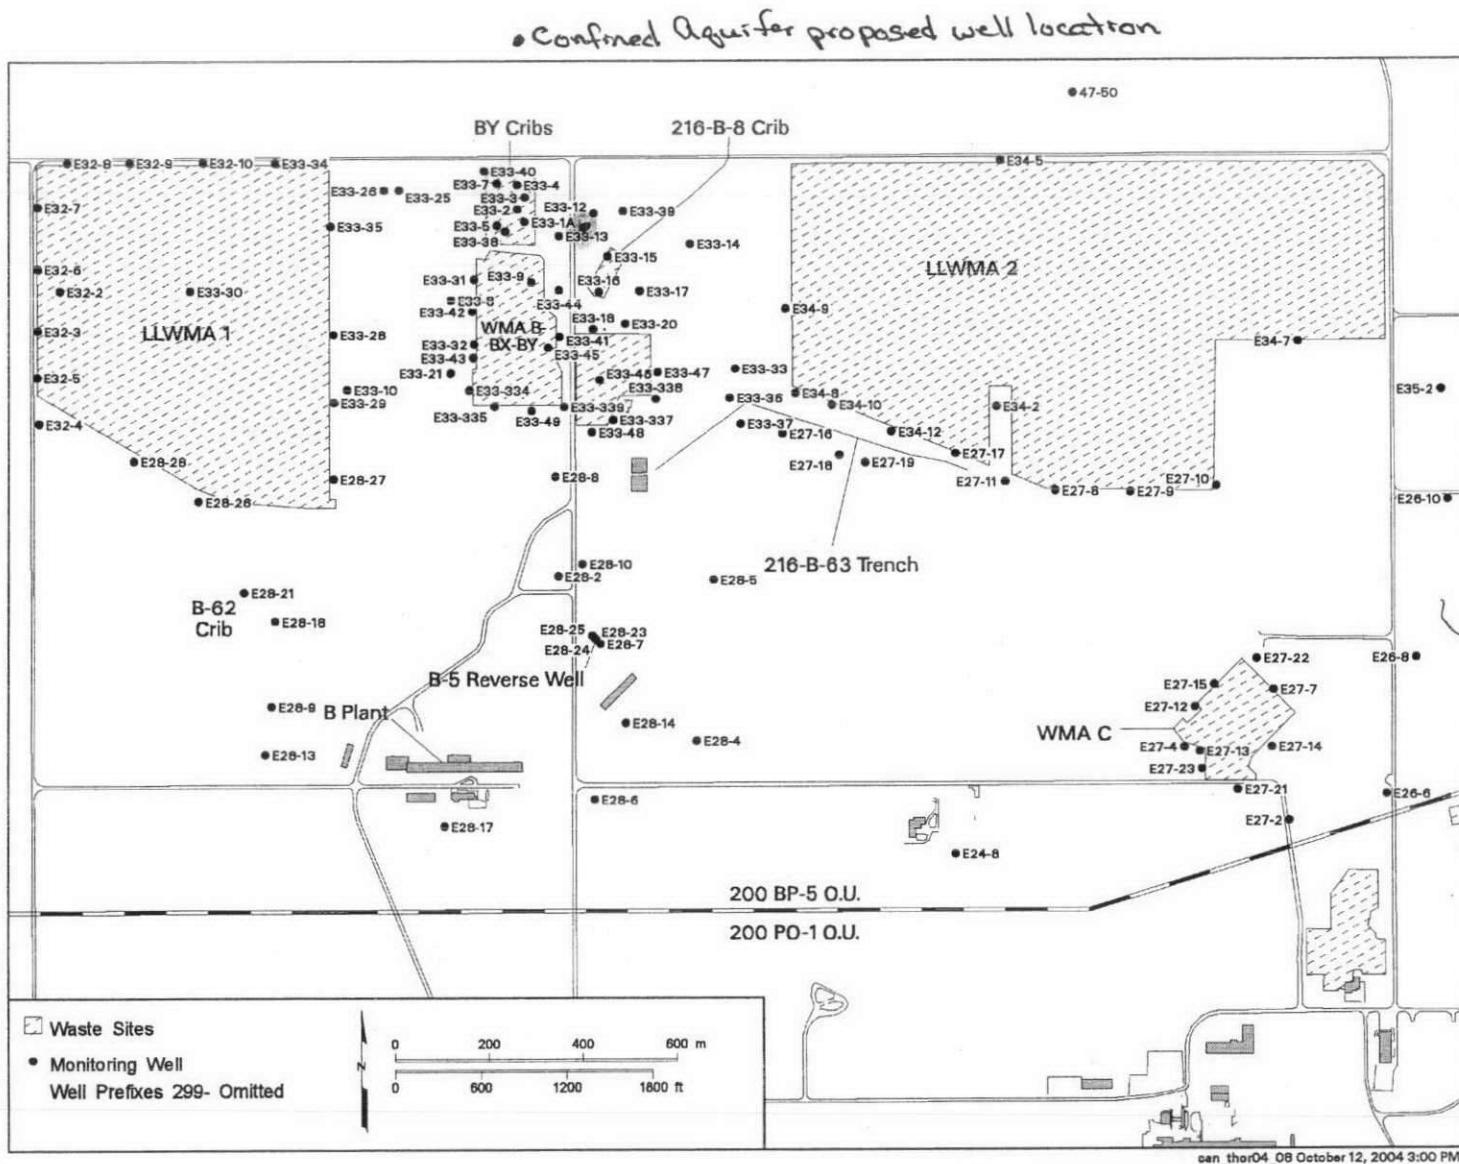 • Confined Aquifer proposed well location
47-50
BY Cribs
216-B-8 Crib
E32-8
E32-9
E32-10
E33-34
E34-5
E33-40
E33-26
E33-25
E33-7
E33-4
E33-3
E33-2
E33-12
E33-39
E32-7
E33-35
E33-5
E33-1A
E33-38
E33-13
E33-14
E33-15
E32-6
LLWMA 2
E33-31
E33-9
E33-16
E33-17
E32-2
E33-30
E33-8
E33-44
E33-42
E34-9
E32-3
LLWMA 1
E33-28
WMA B-
BX-BY
E33-18
E33-20
E33-32
E33-41
E34-7
E33-43
E33-45
E32-5
E33-21
E33-46
E33-47
E33-33
E35-2
E33-10
E33-334
E33-338
E34-8
E33-29
E33-36
E34-10
E34-2
E33-335
E33-49
E33-339
E33-337
E32-4
E33-48
E33-37
E27-16
E34-12
E28-28
E27-18
E27-19
E27-17
E28-27
E28-8
E27-11
E27-8
E27-9
E27-10
E28-26
E26-10
E28-10
216-B-63 Trench
E28-2
E28-5
E28-21
B-62
Crib
E28-18
E28-25
E28-23
E28-24
E28-7
E27-22
E26-8
B-5 Reverse Well
E27-15
E27-7
E28-9
B Plant
E27-12
E28-14
WMA C
E28-4
E28-13
E27-4
E27-13
E27-14
E27-23
E28-6
E27-21
E26-6
E28-17
E27-2
E24-8
200 BP-5 O.U.
200 PO-1 O.U.
Waste Sites
Monitoring Well
Well Prefixes 299- Omitted
N
0 200 400 600 m
0 600 1200 1800 ft
can thor04 08 October 12, 2004 3:00 PM